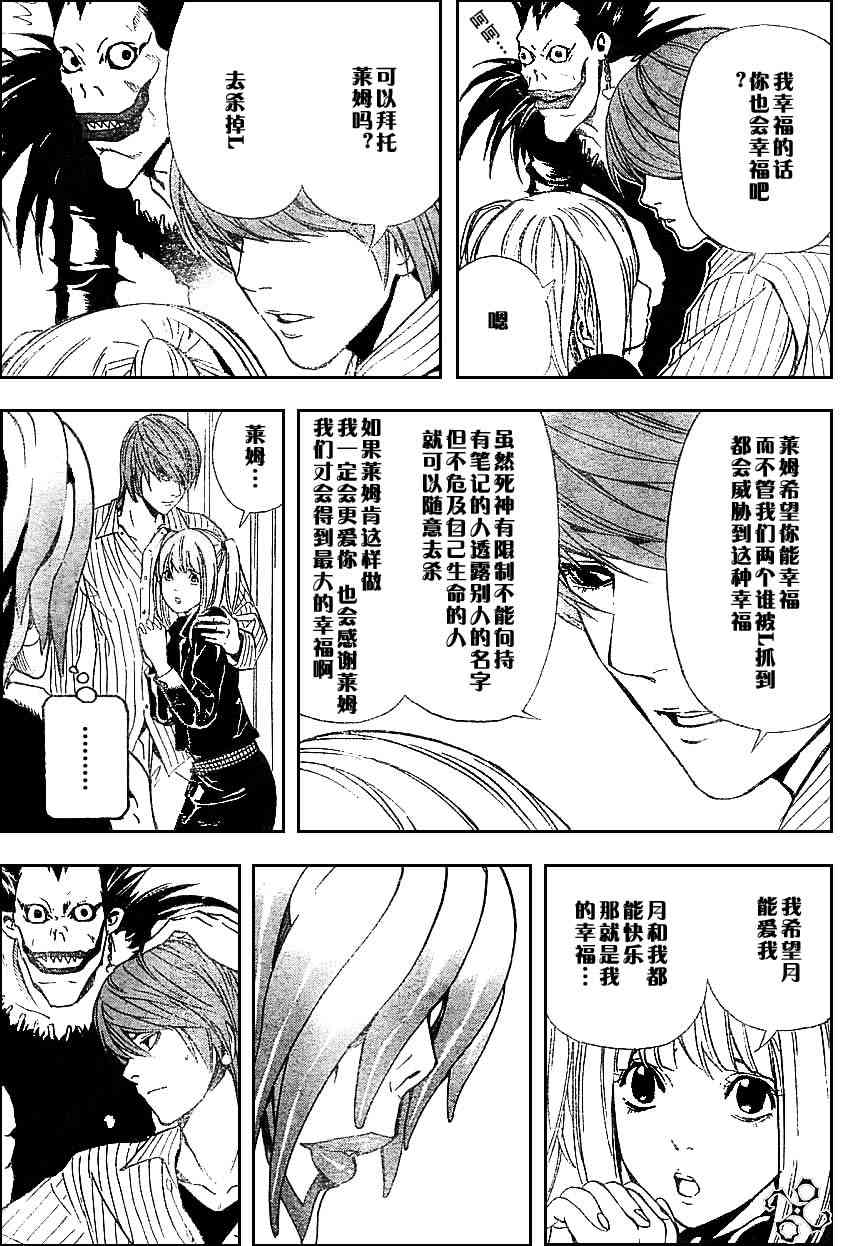 呵呵…
我幸福的话
你也会幸福吧
?
嗯
可以拜托
莱姆吗?
去杀掉L
莱姆希望你能幸福
而不管我们两个谁被L抓到
都会威胁到这种幸福
虽然死神有限制不能向持
有笔记的人透露别人的名字
但不危及自己生命的人
就可以随意去杀
如果莱姆肯这样做
我一定会更爱你 也会感谢莱姆
我们才会得到最大的幸福啊
莱姆…
………
我希望月
能爱我
月和我都
能快乐
那就是我
的幸福…